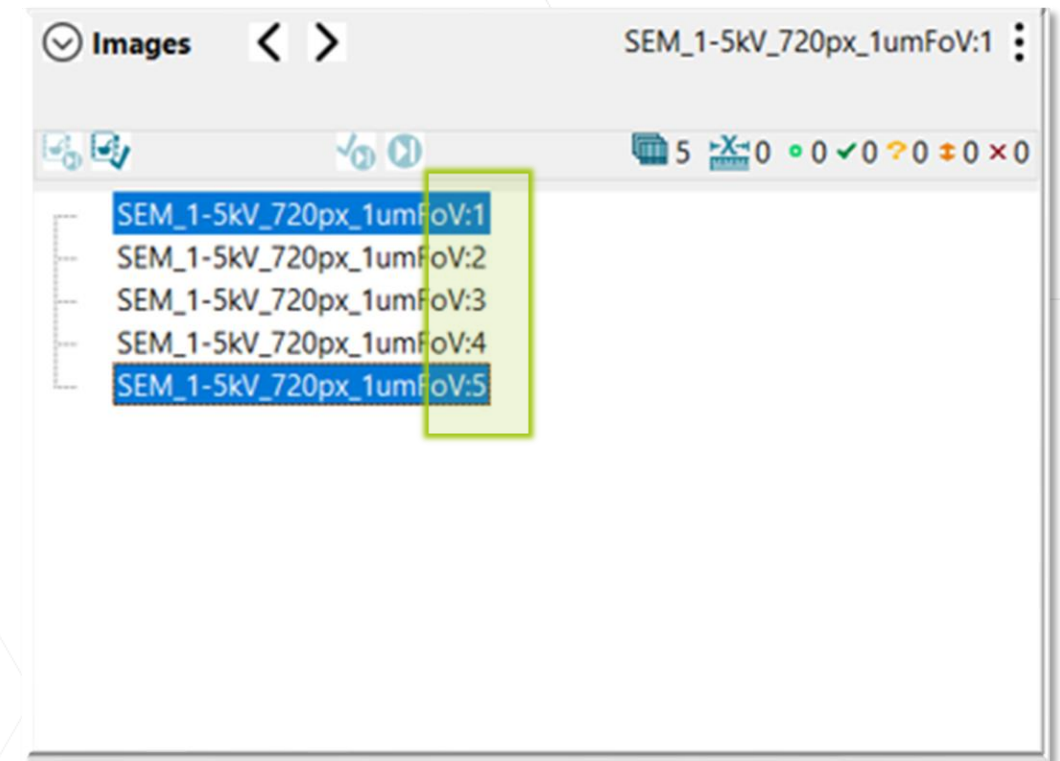 Images < > SEM_1-5kV_720px_1umFoV:1
5 X 0 0 ✓0 ?0 0 ×0
SEM_1-5kV_720px_1umFoV:1
SEM_1-5kV_720px_1umFoV:2
SEM_1-5kV_720px_1umFoV:3
SEM_1-5kV_720px_1umFoV:4
SEM_1-5kV_720px_1umFoV:5